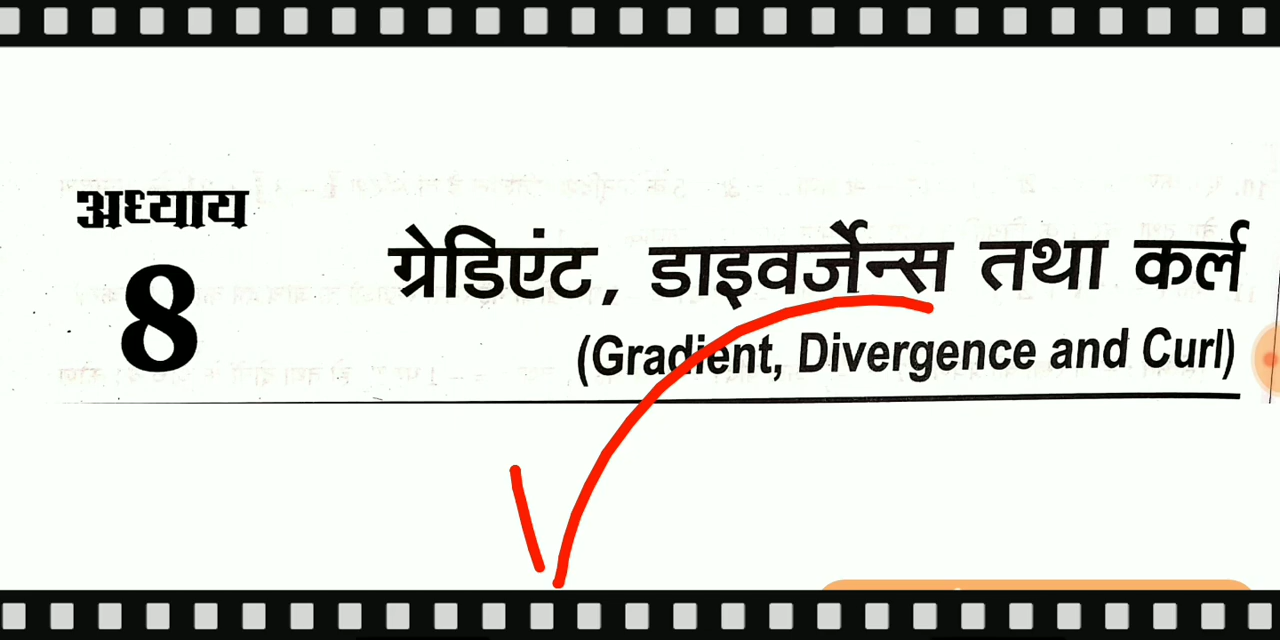 अध्याय
8
ग्रेडिएंट, डाइवर्जेन्स तथा कर्ल
(Gradient, Divergence and Curl)